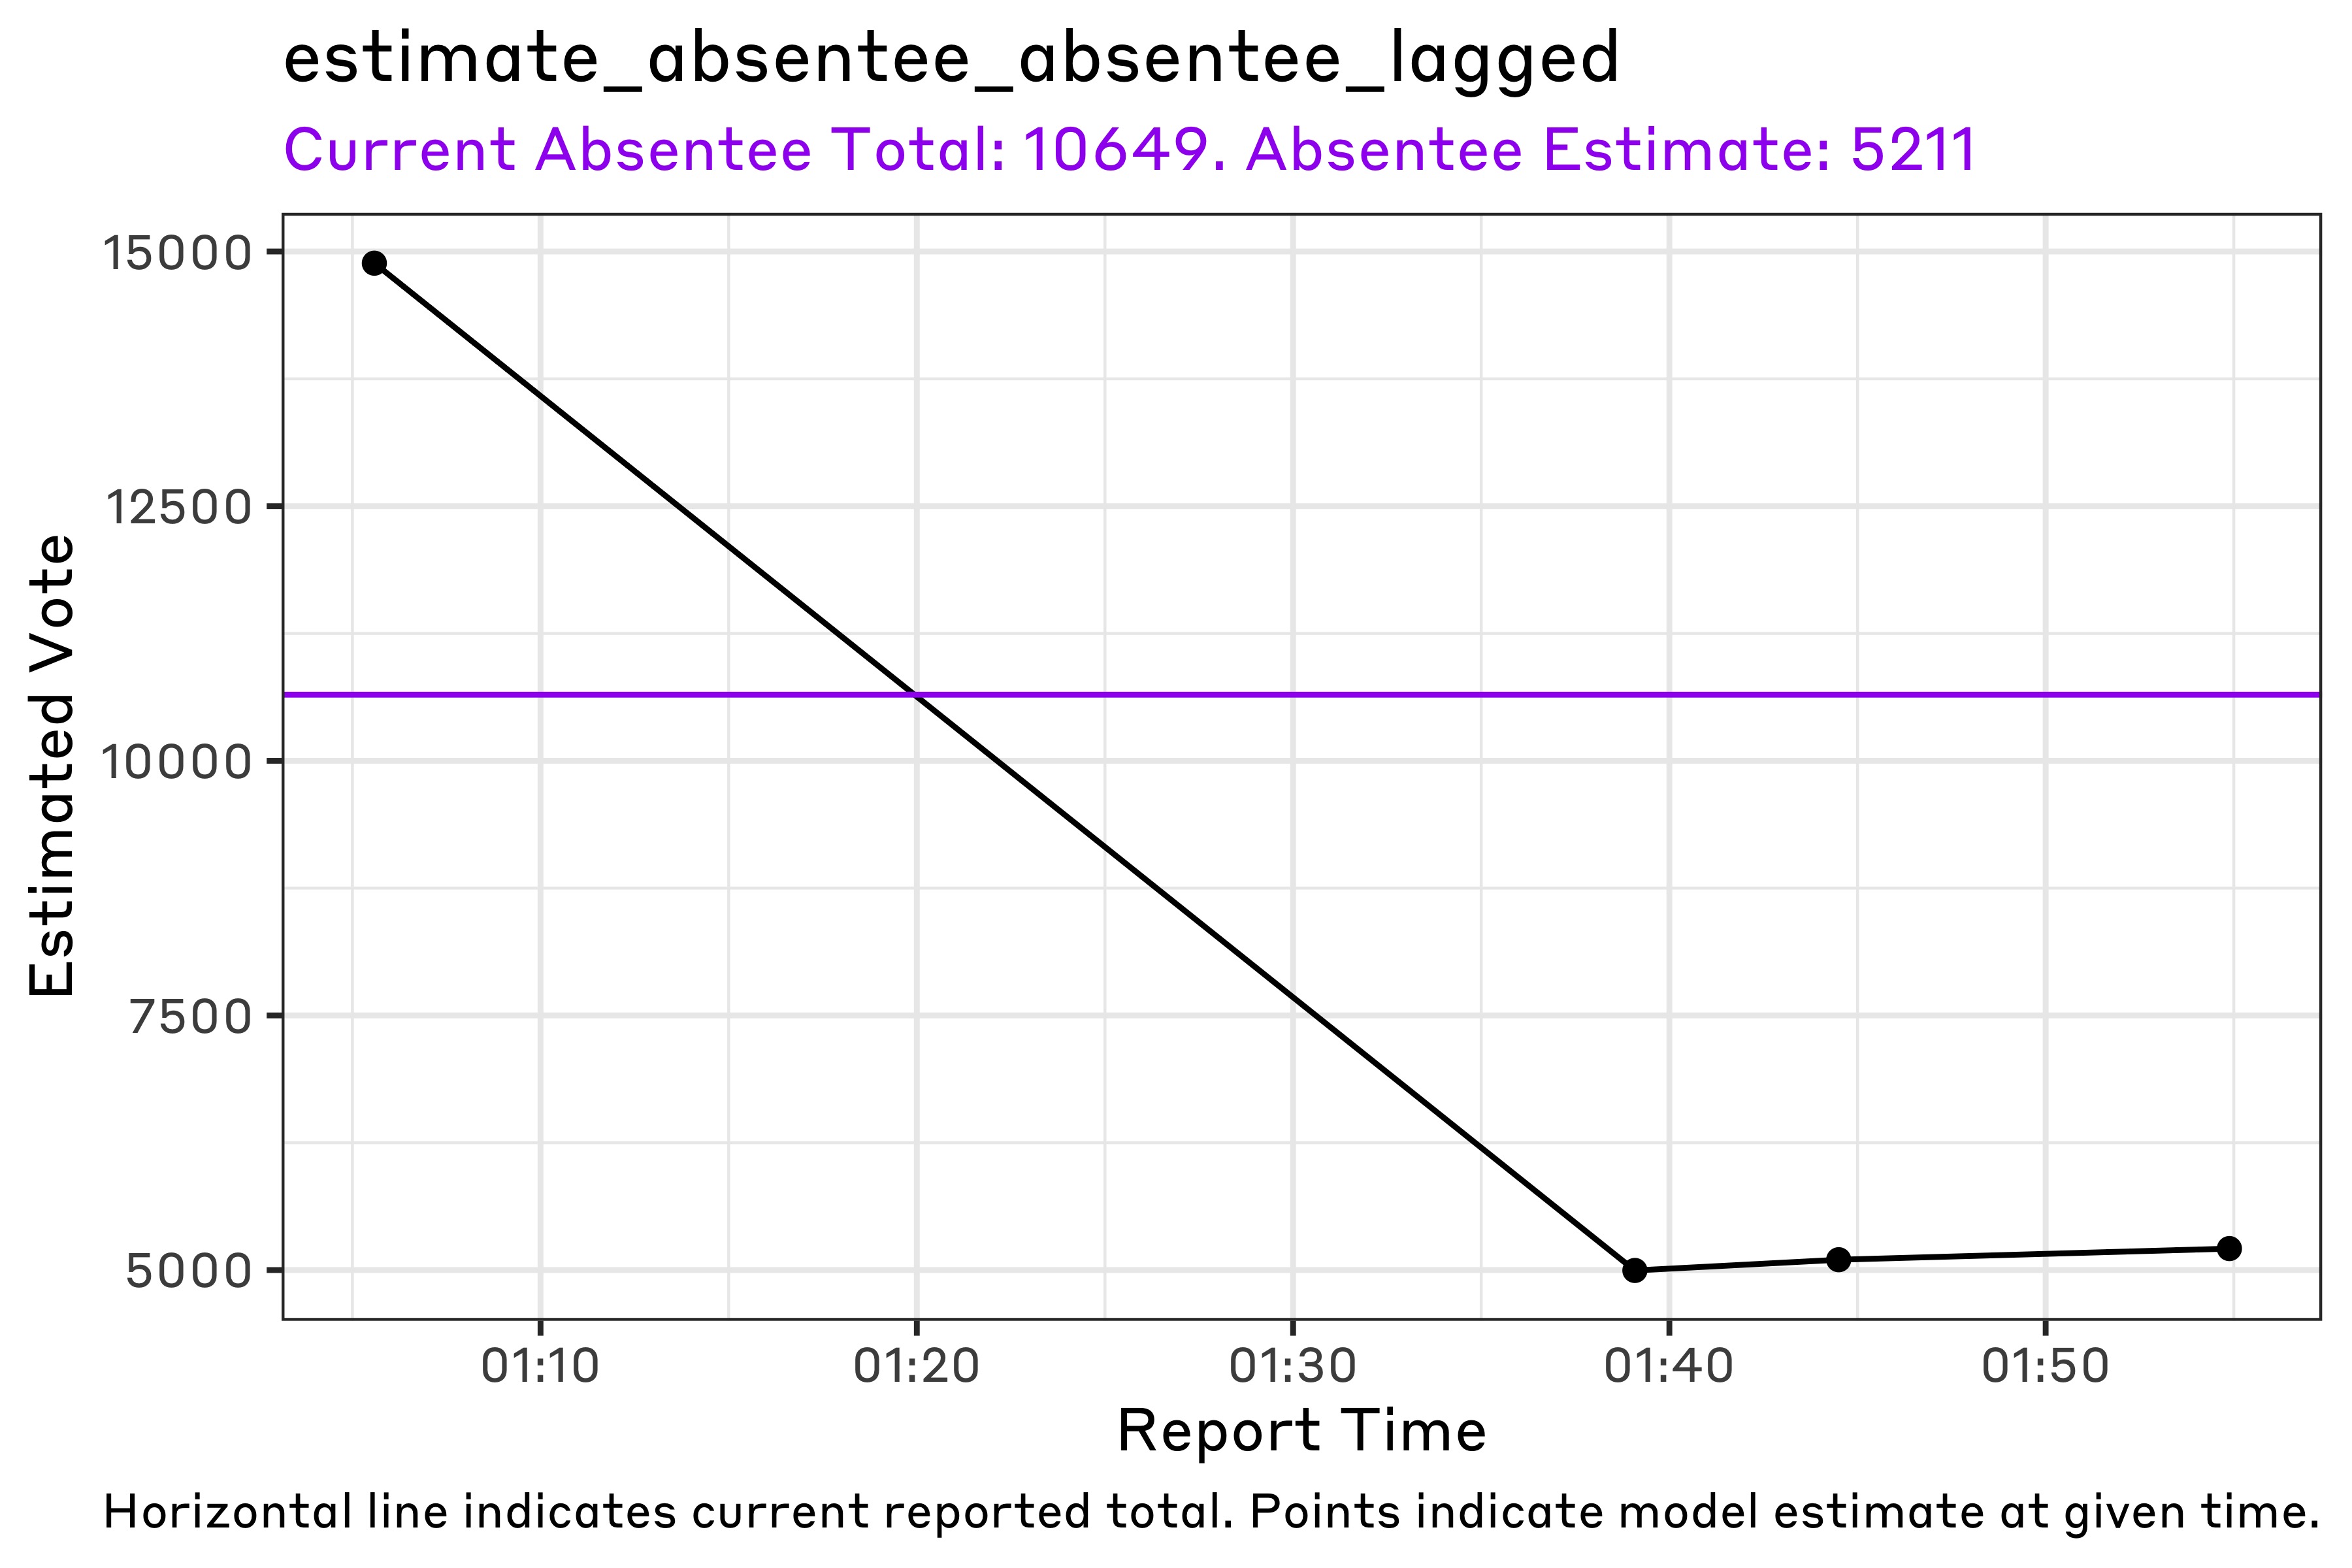 estimate_absentee_absentee_lagged
Current Absentee Total: 10649. Absentee Estimate: 5211
15000
12500
10000
7500
5000
Estimated Vote
01:10 01:20 01:30 01:40 01:50
Report Time
Horizontal line indicates current reported total. Points indicate model estimate at given time.